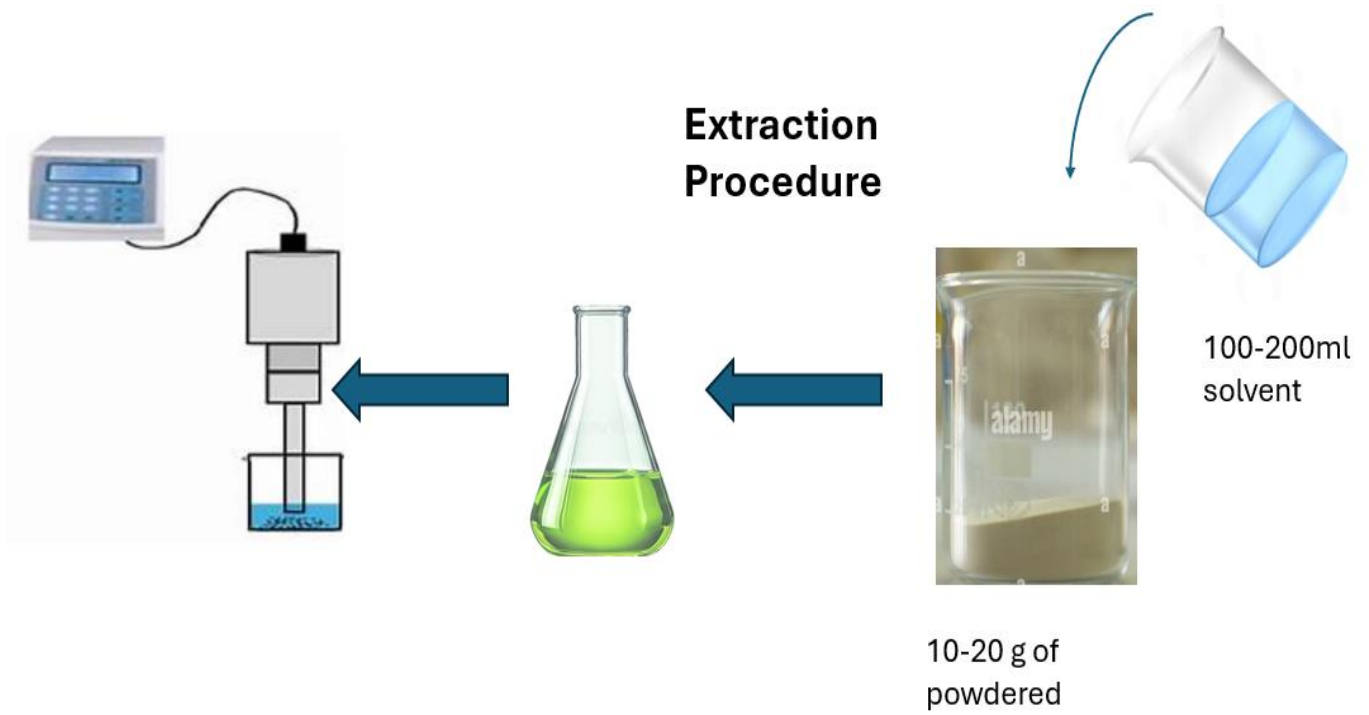 Extraction
Procedure
100-200ml
solvent
alamy
a
a
a
a
a
a
10-20 g of
powdered